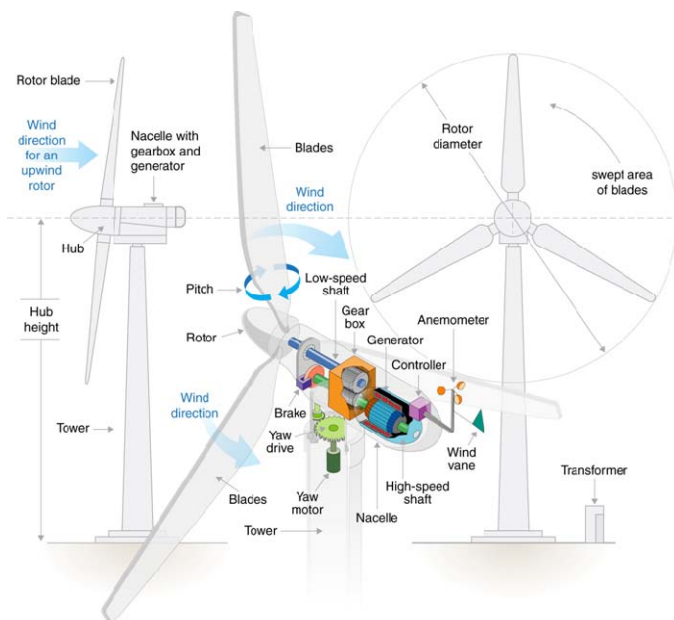 Rotor blade
Wind
direction
for an
upwind
rotor
Nacelle with
gearbox and
generator
Hub
Hub
height
Tower
Blades
Wind
direction
Pitch
Rotor
Low-speed
shaft
Gear
box
Generator
Controller
Anemometer
Wind
direction
Brake
Yaw
drive
Yaw
motor
Blades
Tower
Nacelle
High-speed
shaft
Wind
vane
Rotor
diameter
swept area
of blades
Transformer